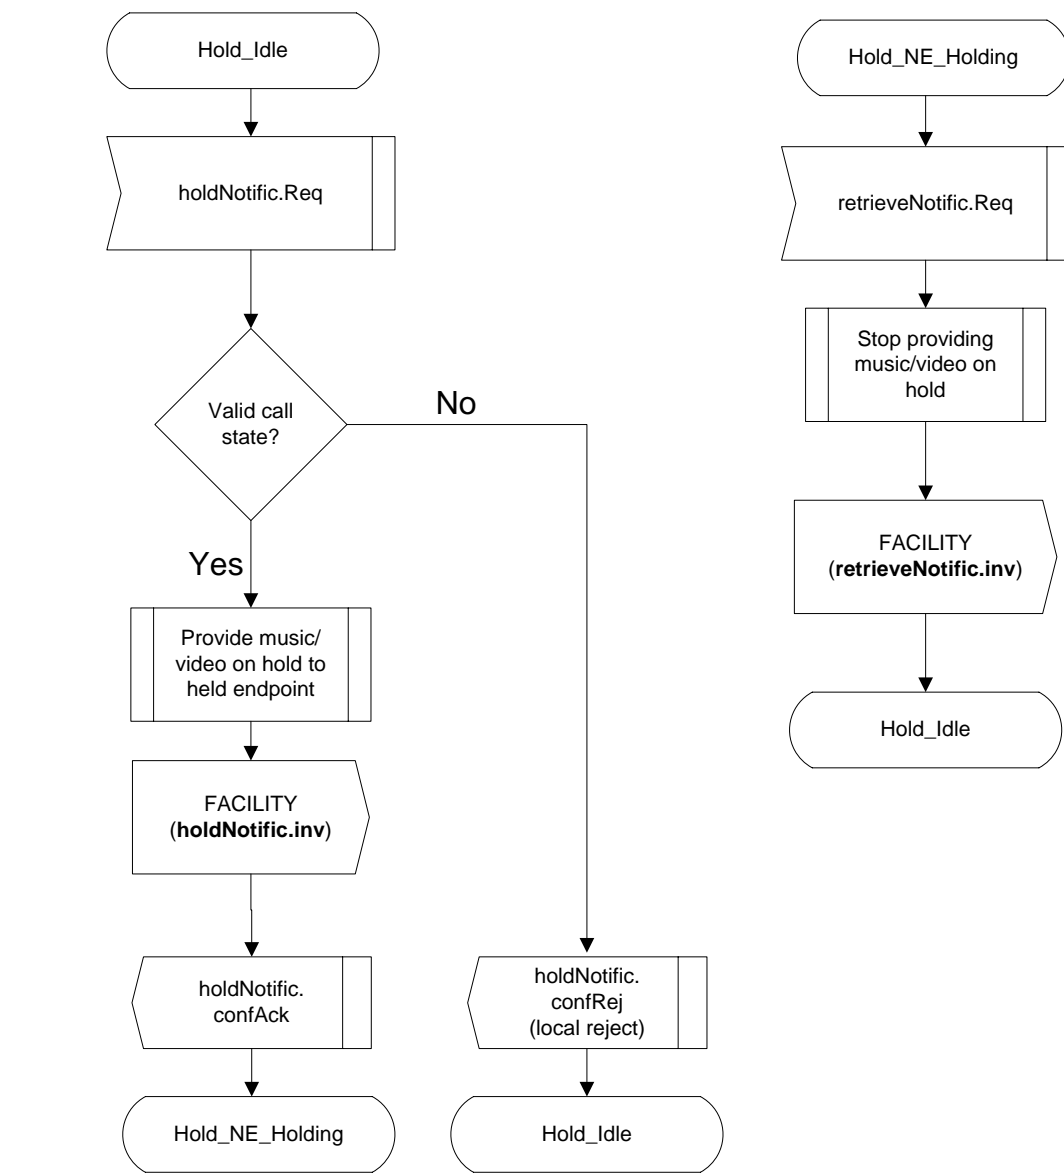 Hold_Idle
holdNotific.Req
Valid call
state?
No
Yes
Provide music/
video on hold to
held endpoint
FACILITY
(holdNotific.inv)
holdNotific.
confAck
holdNotific.
confRej
(local reject)
Hold_NE_Holding
Hold_Idle
Hold_NE_Holding
retrieveNotific.Req
Stop providing
music/video on
hold
FACILITY
(retrieveNotific.inv)
Hold_Idle